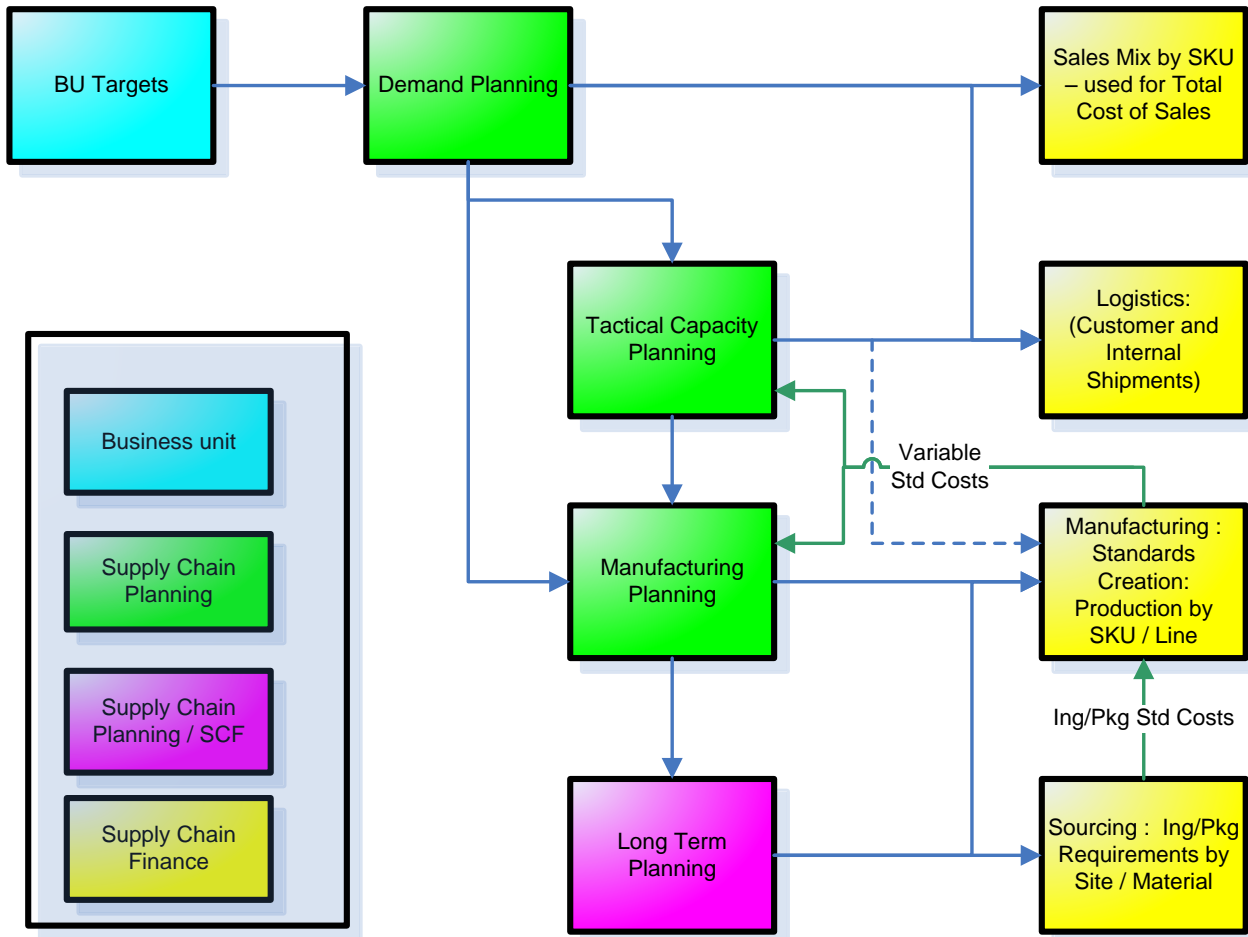 BU Targets
Demand Planning
Sales Mix by SKU
– used for Total
Cost of Sales
Tactical Capacity
Planning
Logistics:
(Customer and
Internal
Shipments)
Business unit
Variable
Std Costs
Supply Chain
Planning
Manufacturing
Planning
Manufacturing :
Standards
Creation:
Production by
SKU / Line
Supply Chain
Planning / SCF
Ing/Pkg Std Costs
Supply Chain
Finance
Long Term
Planning
Sourcing :  Ing/Pkg
Requirements by
Site / Material